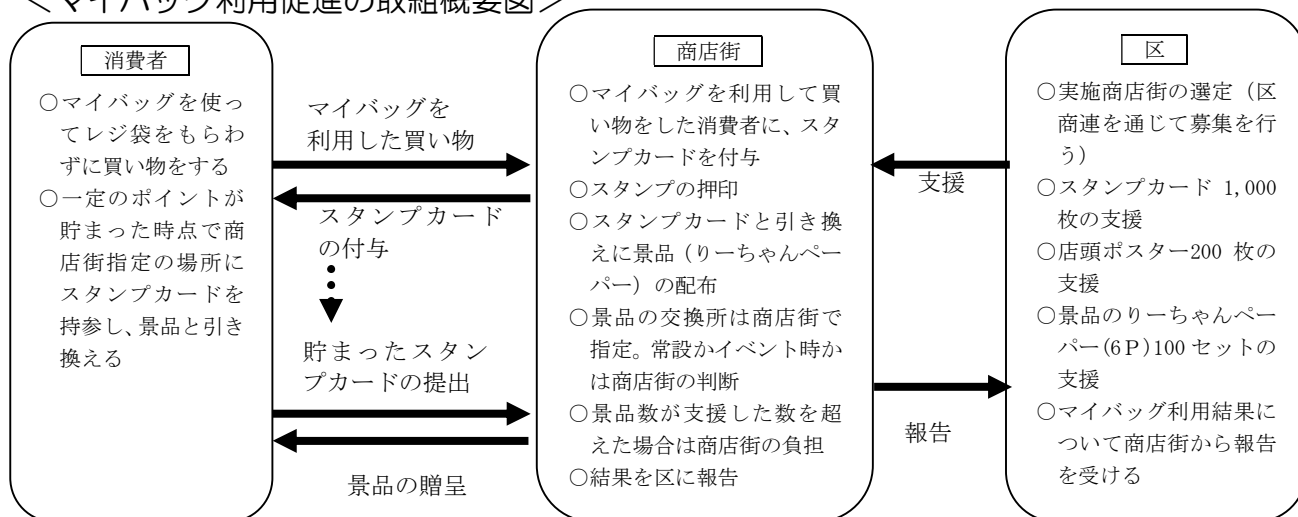 ＜マイバッグ利用促進の取組概要図＞
消費者
○マイバッグを使っ
てレジ袋をもらわ
ずに買い物をする
○一定のポイントが
貯まった時点で商
店街指定の場所に
スタンプカードを
持参し、景品と引き
換える
マイバッグを
利用した買い物
スタンプカード
の付与
貯まったスタン
プカードの提出
景品の贈呈
商店街
○マイバッグを利用して買
い物をした消費者に、スタ
ンプカードを付与
○スタンプの押印
○スタンプカードと引き換
えに景品（りーちゃんペー
パー）の配布
○景品の交換所は商店街で
指定。常設かイベント時か
は商店街の判断
○景品数が支援した数を超
えた場合は商店街の負担
○結果を区に報告
支援
報告
区
○実施商店街の選定（区
商連を通じて募集を行
う）
○スタンプカード 1,000
枚の支援
○店頭ポスター200 枚の
支援
○景品のりーちゃんペー
パー(6Ｐ)100 セットの
支援
○マイバッグ利用結果に
ついて商店街から報告
を受ける